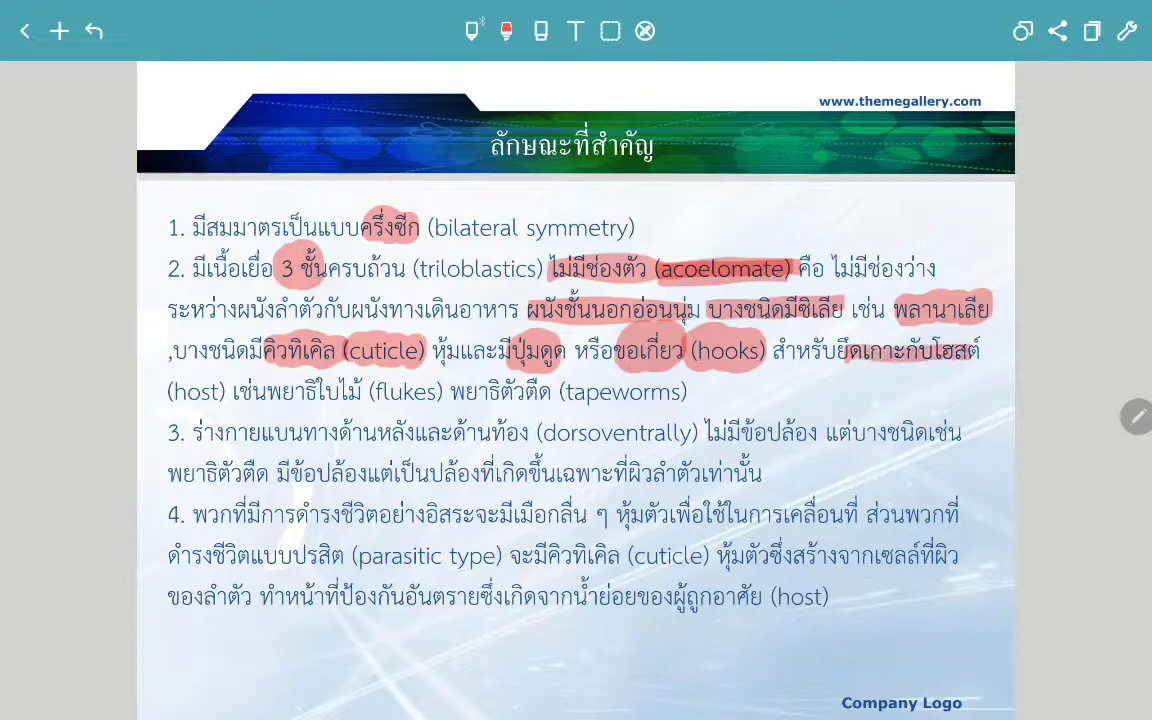 www.themegallery.com
ลักษณะที่สำคัญ
1. มีสมมาตรเป็นแบบครึ่งซีก (bilateral symmetry)
2. มีเนื้อเยื่อ 3 ชั้นครบถ้วน (triloblastics) ไม่มีช่องตัว (acoelomate) คือ ไม่มีช่องว่าง
ระหว่างผนังลำตัวกับผนังทางเดินอาหาร ผนังชั้นนอกอ่อนนุ่ม บางชนิดมีซิเลีย เช่น พลานาเลีย
,บางชนิดมีคิวทิเคิล (cuticle) หุ้มและมีปุ่มดูด หรือขอเกี่ยว (hooks) สำหรับยึดเกาะกับโฮสต์
(host) เช่นพยาธิใบไม้ (flukes) พยาธิตัวตืด (tapeworms)
3. ร่างกายแบนทางด้านหลังและด้านท้อง (dorsoventrally) ไม่มีข้อปล้อง แต่บางชนิดเช่น
พยาธิตัวตืด มีข้อปล้องแต่เป็นปล้องที่เกิดขึ้นเฉพาะที่ผิวลำตัวเท่านั้น
4. พวกที่มีการดำรงชีวิตอย่างอิสระจะมีเมือกลื่น ๆ หุ้มตัวเพื่อใช้ในการเคลื่อนที่ ส่วนพวกที่
ดำรงชีวิตแบบปรสิต (parasitic type) จะมีคิวทิเคิล (cuticle) หุ้มตัวซึ่งสร้างจากเซลล์ที่ผิว
ของลำตัว ทำหน้าที่ป้องกันอันตรายซึ่งเกิดจากน้ำย่อยของผู้ถูกอาศัย (host)
Company Logo